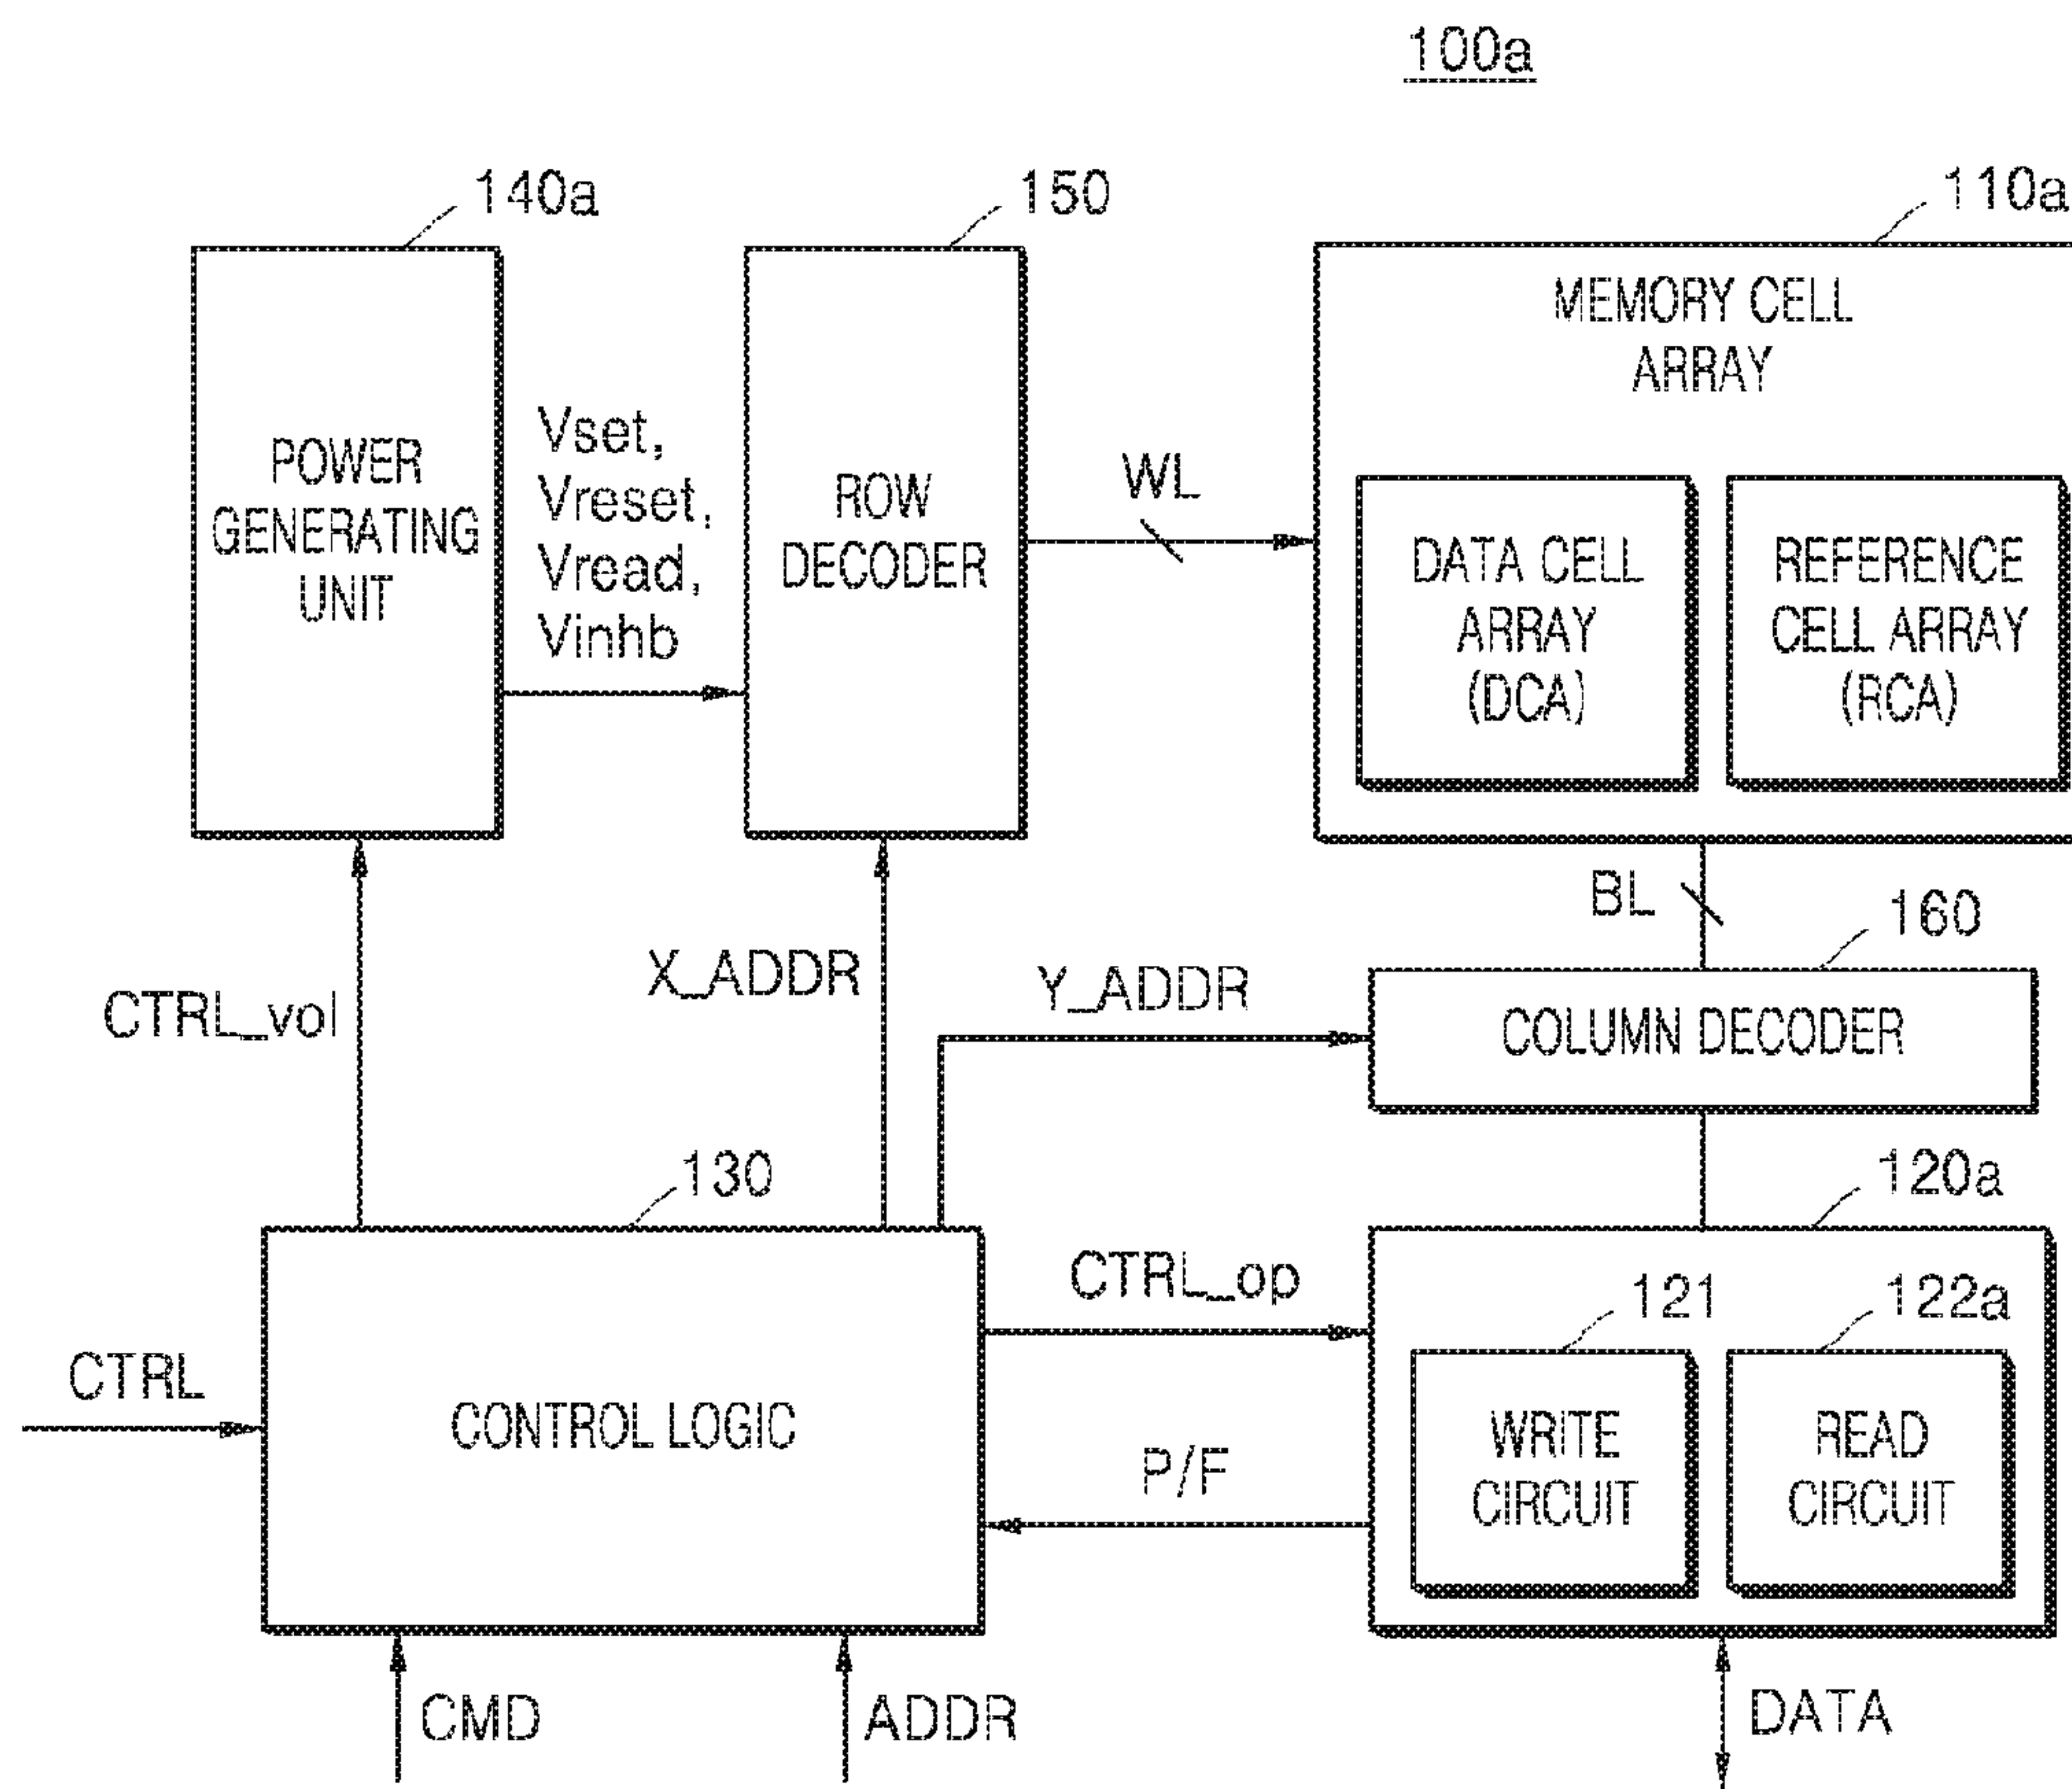 100a
140a
150
110a
POWER
GENERATING
UNIT
Vset,
Vreset,
Vread,
Vinhb
ROW
DECODER
WL
MEMORY CELL
ARRAY
DATA CELL
ARRAY
(DCA)
REFERENCE
CELL ARRAY
(RCA)
BL
160
CTRL_vol
X_ADDR
Y_ADDR
COLUMN DECODER
130
120a
CTRL
CONTROL LOGIC
CTRL_op
P/F
121
122a
WRITE
CIRCUIT
READ
CIRCUIT
CMD
ADDR
DATA